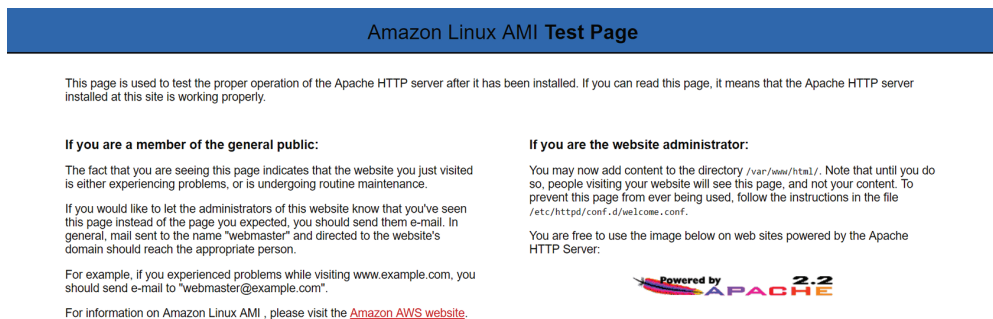 Amazon Linux AMI Test Page
This page is used to test the proper operation of the Apache HTTP server after it has been installed. If you can read this page, it means that the Apache HTTP server
installed at this site is working properly.
If you are a member of the general public:
The fact that you are seeing this page indicates that the website you just visited
is either experiencing problems, or is undergoing routine maintenance.
If you would like to let the administrators of this website know that you've seen
this page instead of the page you expected, you should send them e-mail. In
general, mail sent to the name "webmaster" and directed to the website's
domain should reach the appropriate person.
For example, if you experienced problems while visiting www.example.com, you
should send e-mail to "webmaster@example.com".
For information on Amazon Linux AMI , please visit the Amazon AWS website.
If you are the website administrator:
You may now add content to the directory /var/www/html/. Note that until you do
so, people visiting your website will see this page, and not your content. To
prevent this page from ever being used, follow the instructions in the file
/etc/httpd/conf.d/welcome.conf.
You are free to use the image below on web sites powered by the Apache
HTTP Server:
Powered by 2.2
APACHE